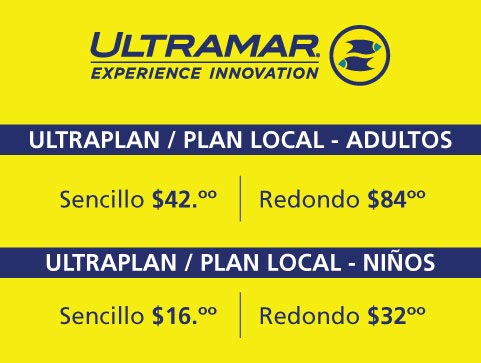 ULTRAMAR.
EXPERIENCE INNOVATION
ULTRAPLAN / PLAN LOCAL - ADULTOS
Sencillo $42.ºº | Redondo $84ºº
ULTRAPLAN / PLAN LOCAL - NIÑOS
Sencillo $16.ºº | Redondo $32ºº